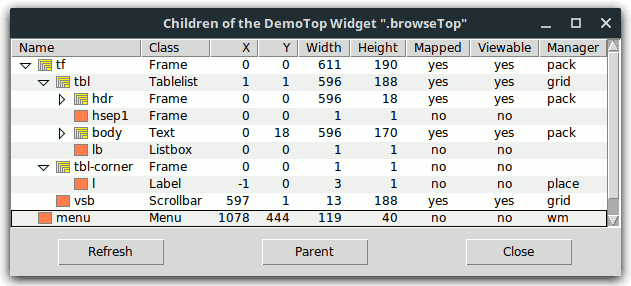 Children of the DemoTop Widget ".browseTop"
Name Class X Y Width Height Mapped Viewable Manager
tf Frame 0 0 611 190 yes yes pack
tbl Tablelist 1 1 596 188 yes yes grid
hdr Frame 0 0 596 18 yes yes pack
hsep1 Frame 0 0 1 1 no no
body Text 0 18 596 170 yes yes pack
lb Listbox 0 0 1 1 no no
tbl-corner Frame 0 0 1 1 no no
l Label -1 0 3 1 no no place
vsb Scrollbar 597 1 13 188 yes yes grid
menu Menu 1078 444 119 40 no no wm
Refresh Parent Close